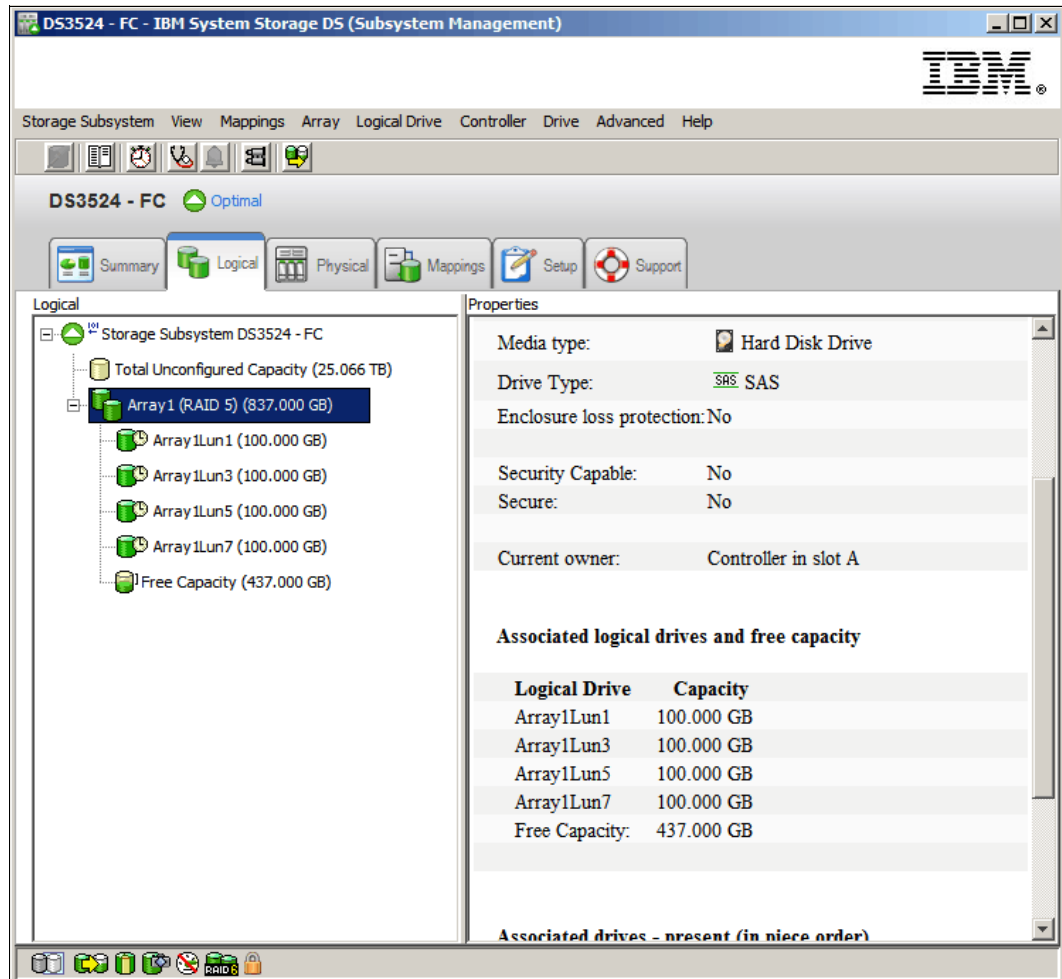 DS3524 - FC - IBM System Storage DS (Subsystem Management)
IBM®
Storage Subsystem View Mappings Array Logical Drive Controller Drive Advanced Help
DS3524 - FC Optimal
Summary Logical Physical Mappings Setup Support
Logical
Storage Subsystem DS3524 - FC
Total Unconfigured Capacity (25.066 TB)
Array1 (RAID 5) (837.000 GB)
Array1Lun1 (100.000 GB)
Array1Lun3 (100.000 GB)
Array1Lun5 (100.000 GB)
Array1Lun7 (100.000 GB)
Free Capacity (437.000 GB)
Properties
Media type: Hard Disk Drive
Drive Type: SAS SAS
Enclosure loss protection: No
Security Capable: No
Secure: No
Current owner: Controller in slot A
Associated logical drives and free capacity
Logical Drive Capacity
Array1Lun1 100.000 GB
Array1Lun3 100.000 GB
Array1Lun5 100.000 GB
Array1Lun7 100.000 GB
Free Capacity: 437.000 GB
Associated drives - present (in piece order)
RAID 6